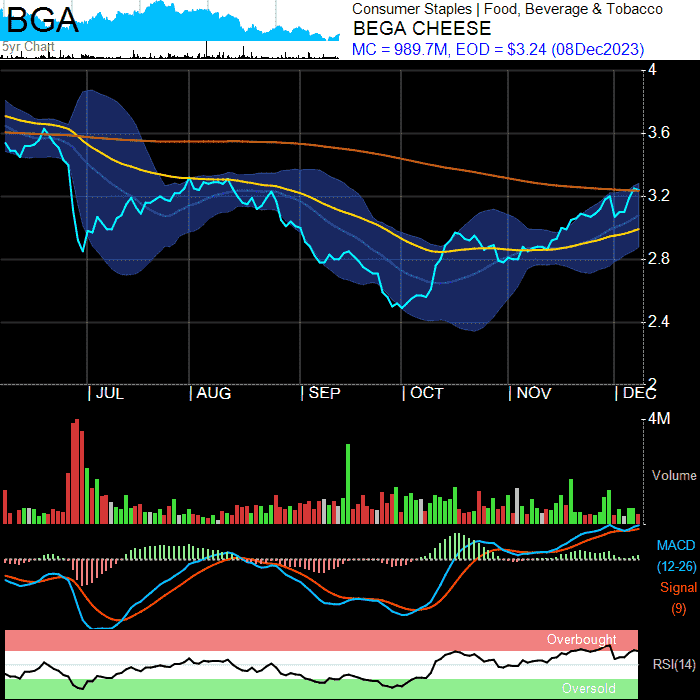 BGA
5yr Chart
Consumer Staples | Food, Beverage & Tobacco
BEGA CHEESE
MC = 989.7M, EOD = $3.24 (08Dec2023)
4
3.6
3.2
2.8
2.4
2
| JUL | AUG | SEP | OCT | NOV | DEC
4M
Volume
MACD
(12-26)
Signal
(9)
Overbought
RSI(14)
Oversold